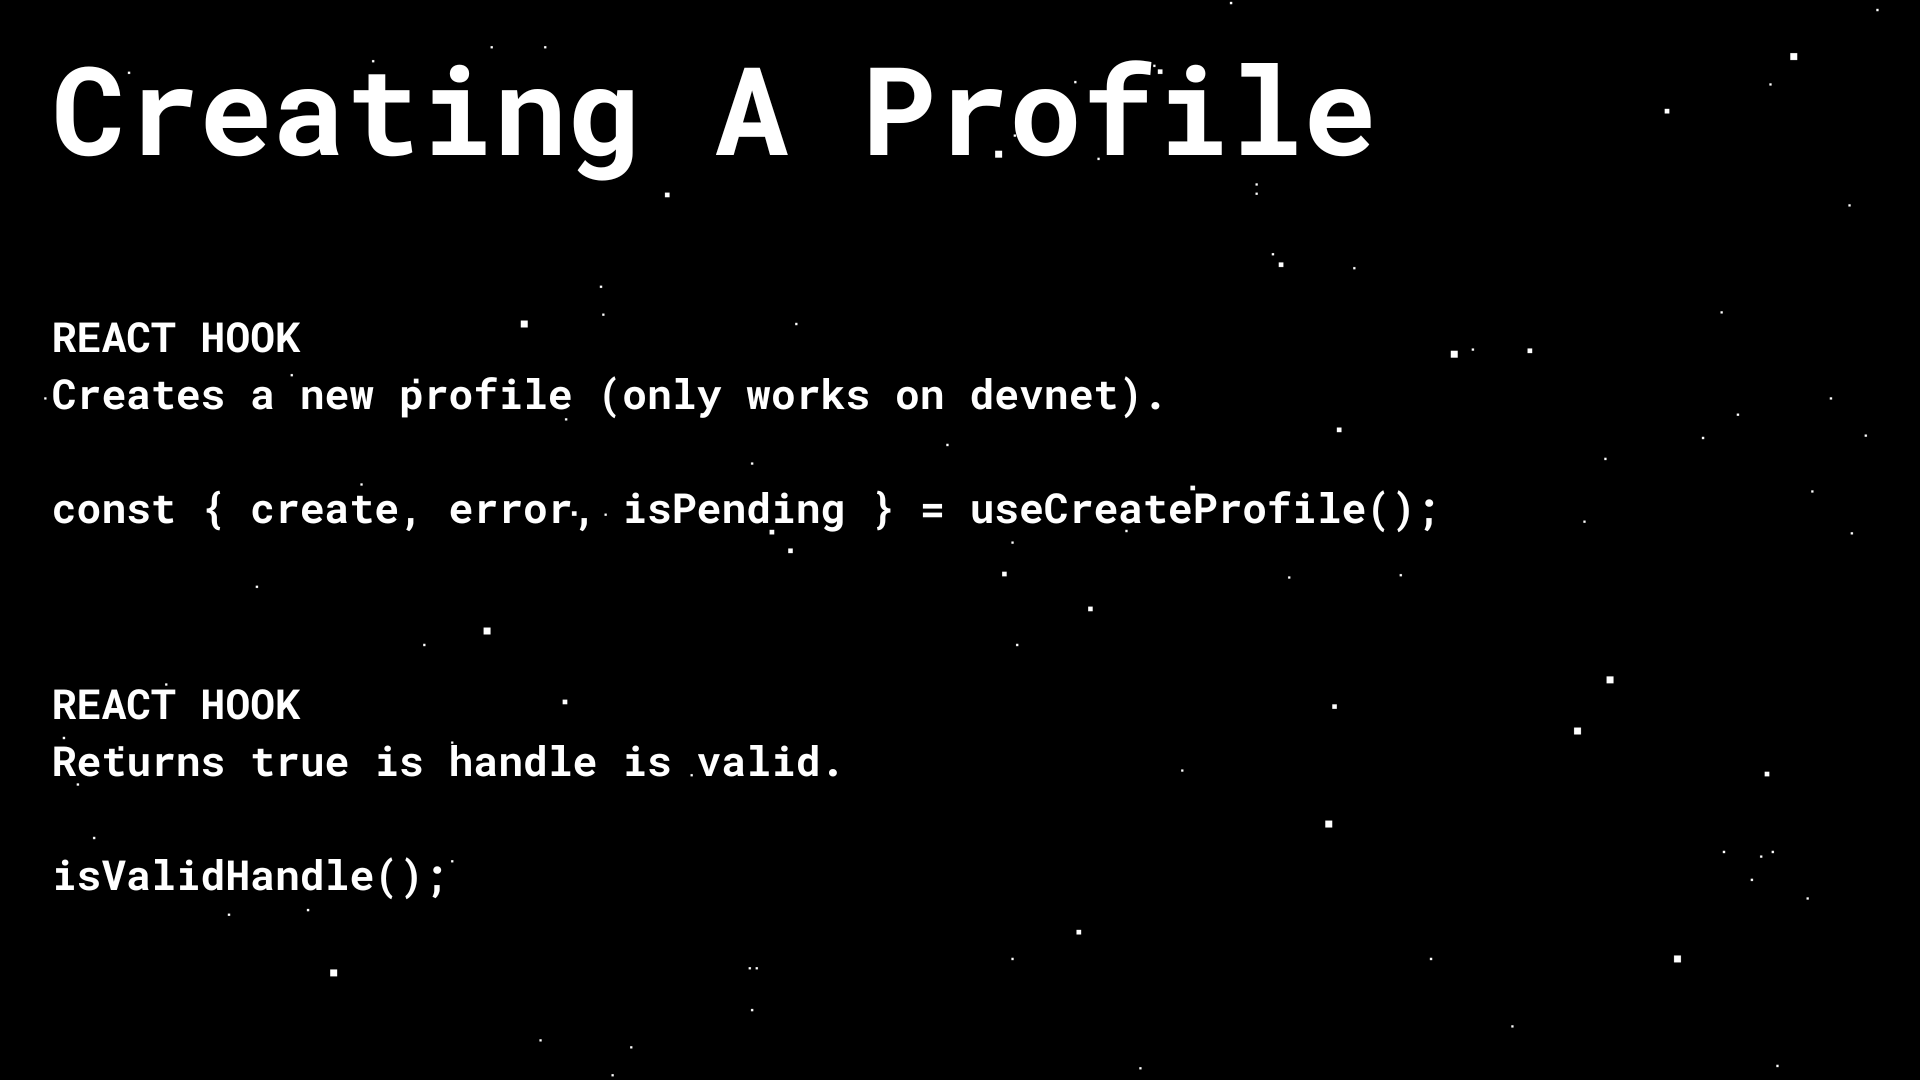 Creating A Profile
REACT HOOK
Creates a new profile (only works on devnet).
const { create, error, isPending } = useCreateProfile();
REACT HOOK
Returns true is handle is valid.
isValidHandle();